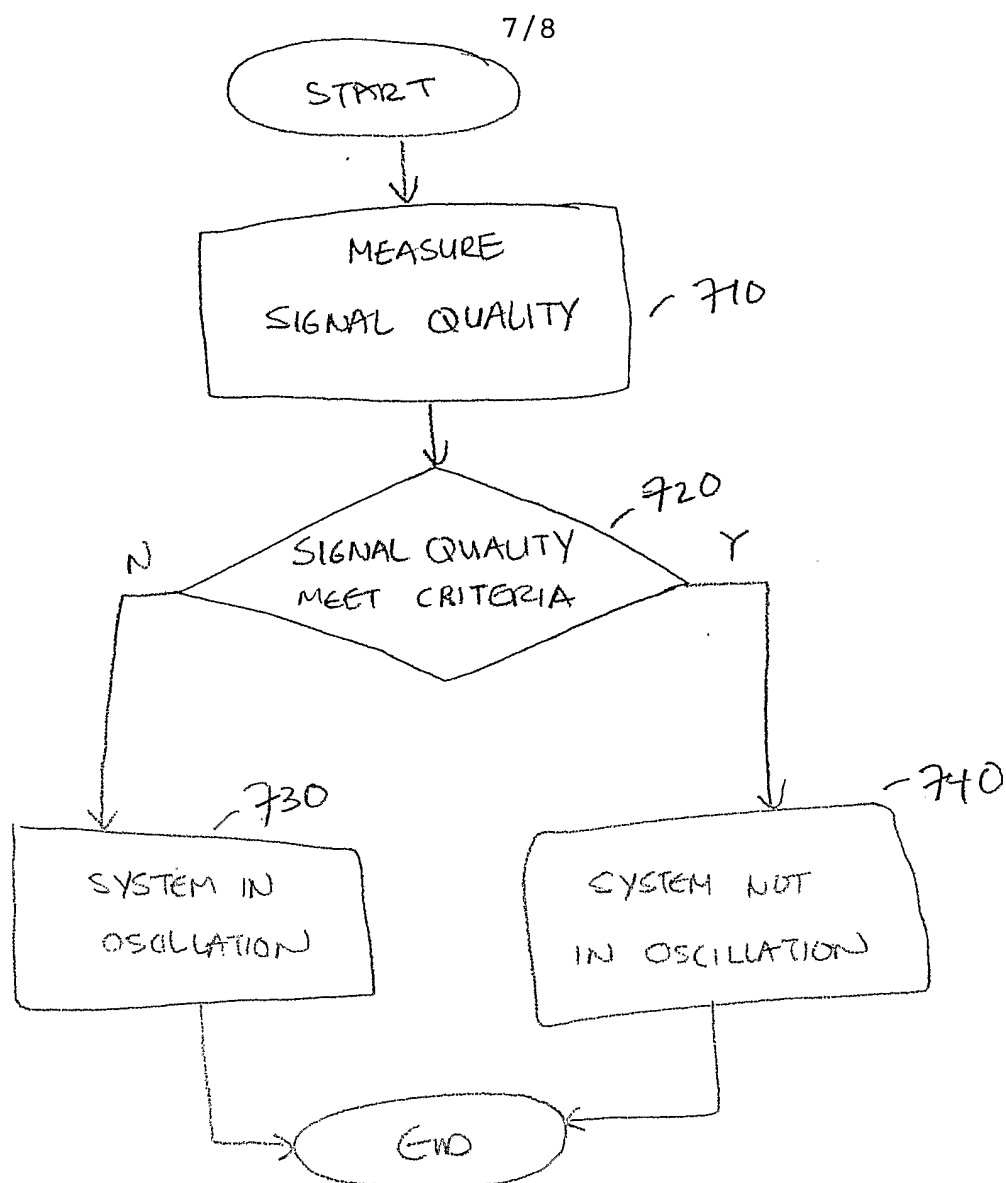 7/8
START
MEASURE
SIGNAL QUALITY
710
720
N
SIGNAL QUALITY
MEET CRITERIA
Y
730
740
SYSTEM IN
OSCILLATION
SYSTEM NOT
IN OSCILLATION
END